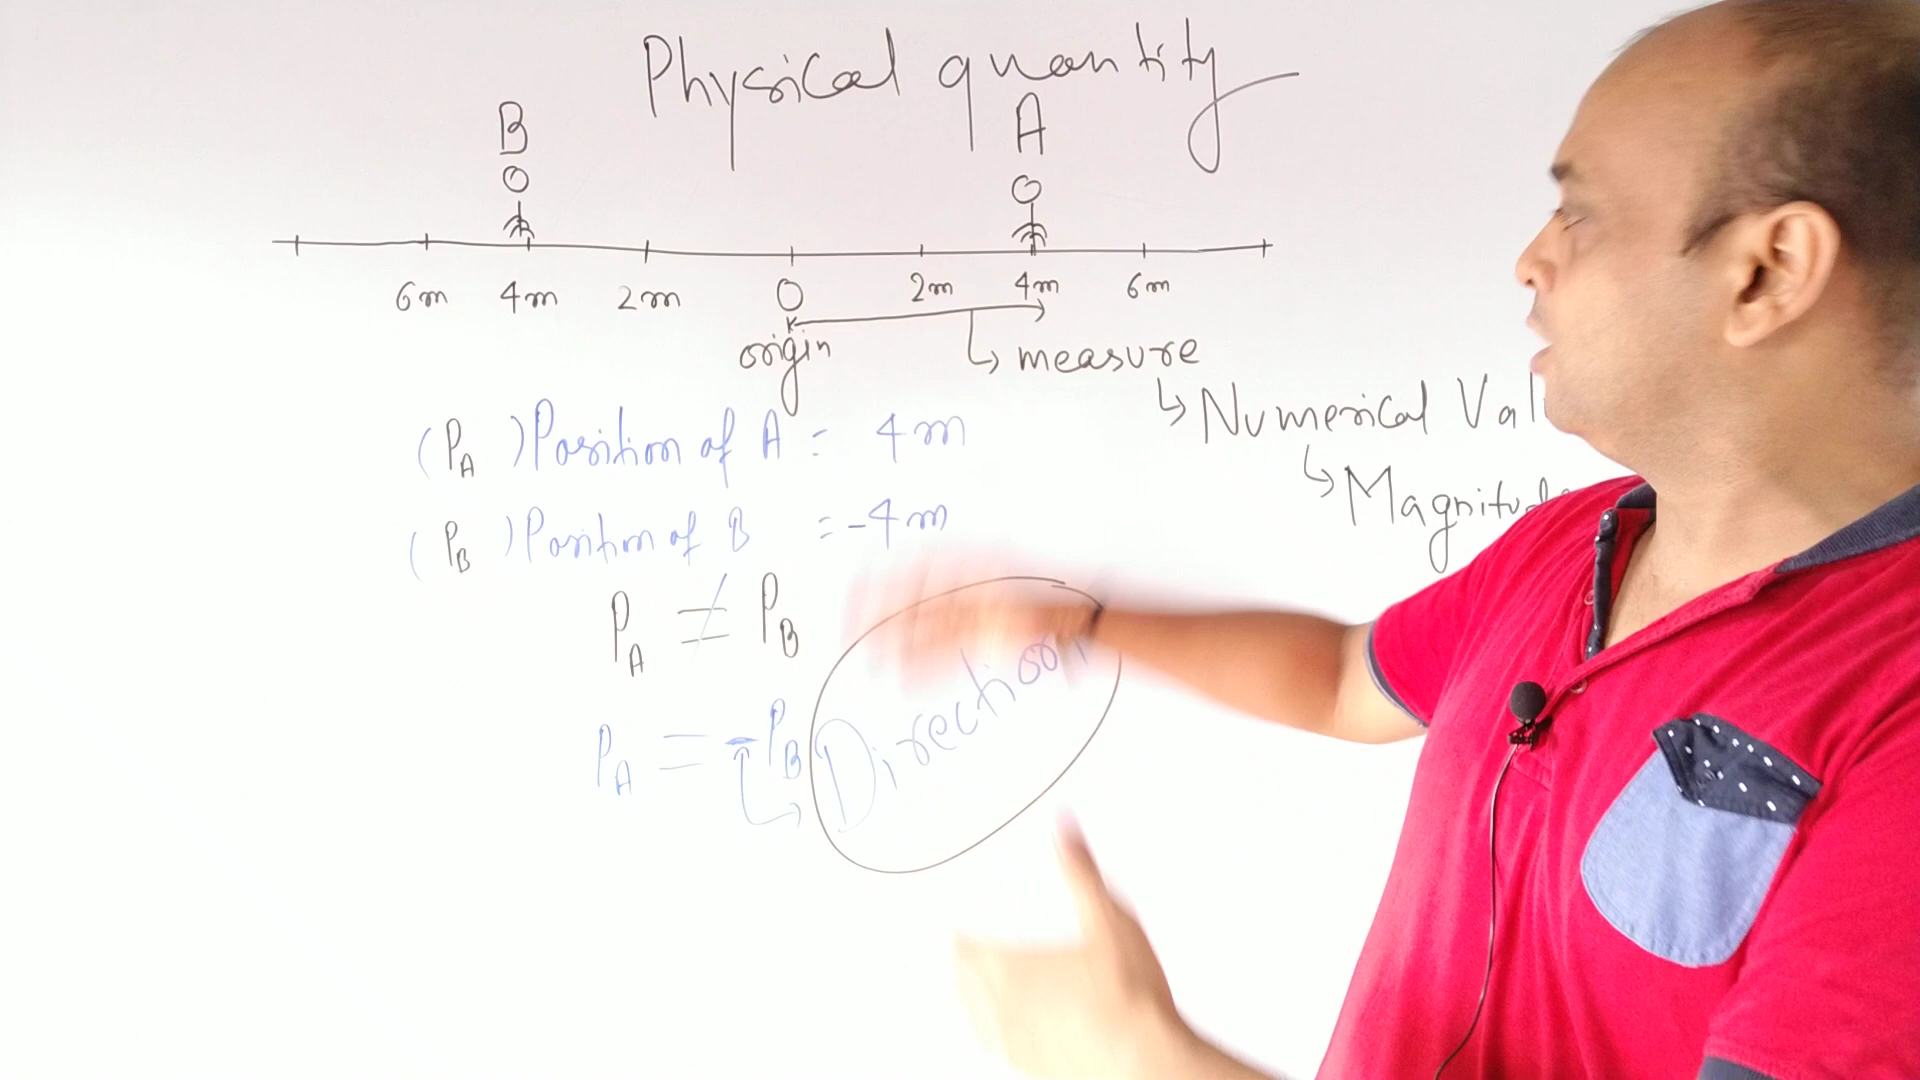 Physical quantity
B A
6m 4m 2m 0 2m 4m 6m
origin
↳ measure
↳ Numerical Val
↳ Magnitud
(PA) Position of A = 4m
(PB) Position of B = -4m
PA ≠ PB
PA = -PB
Direction